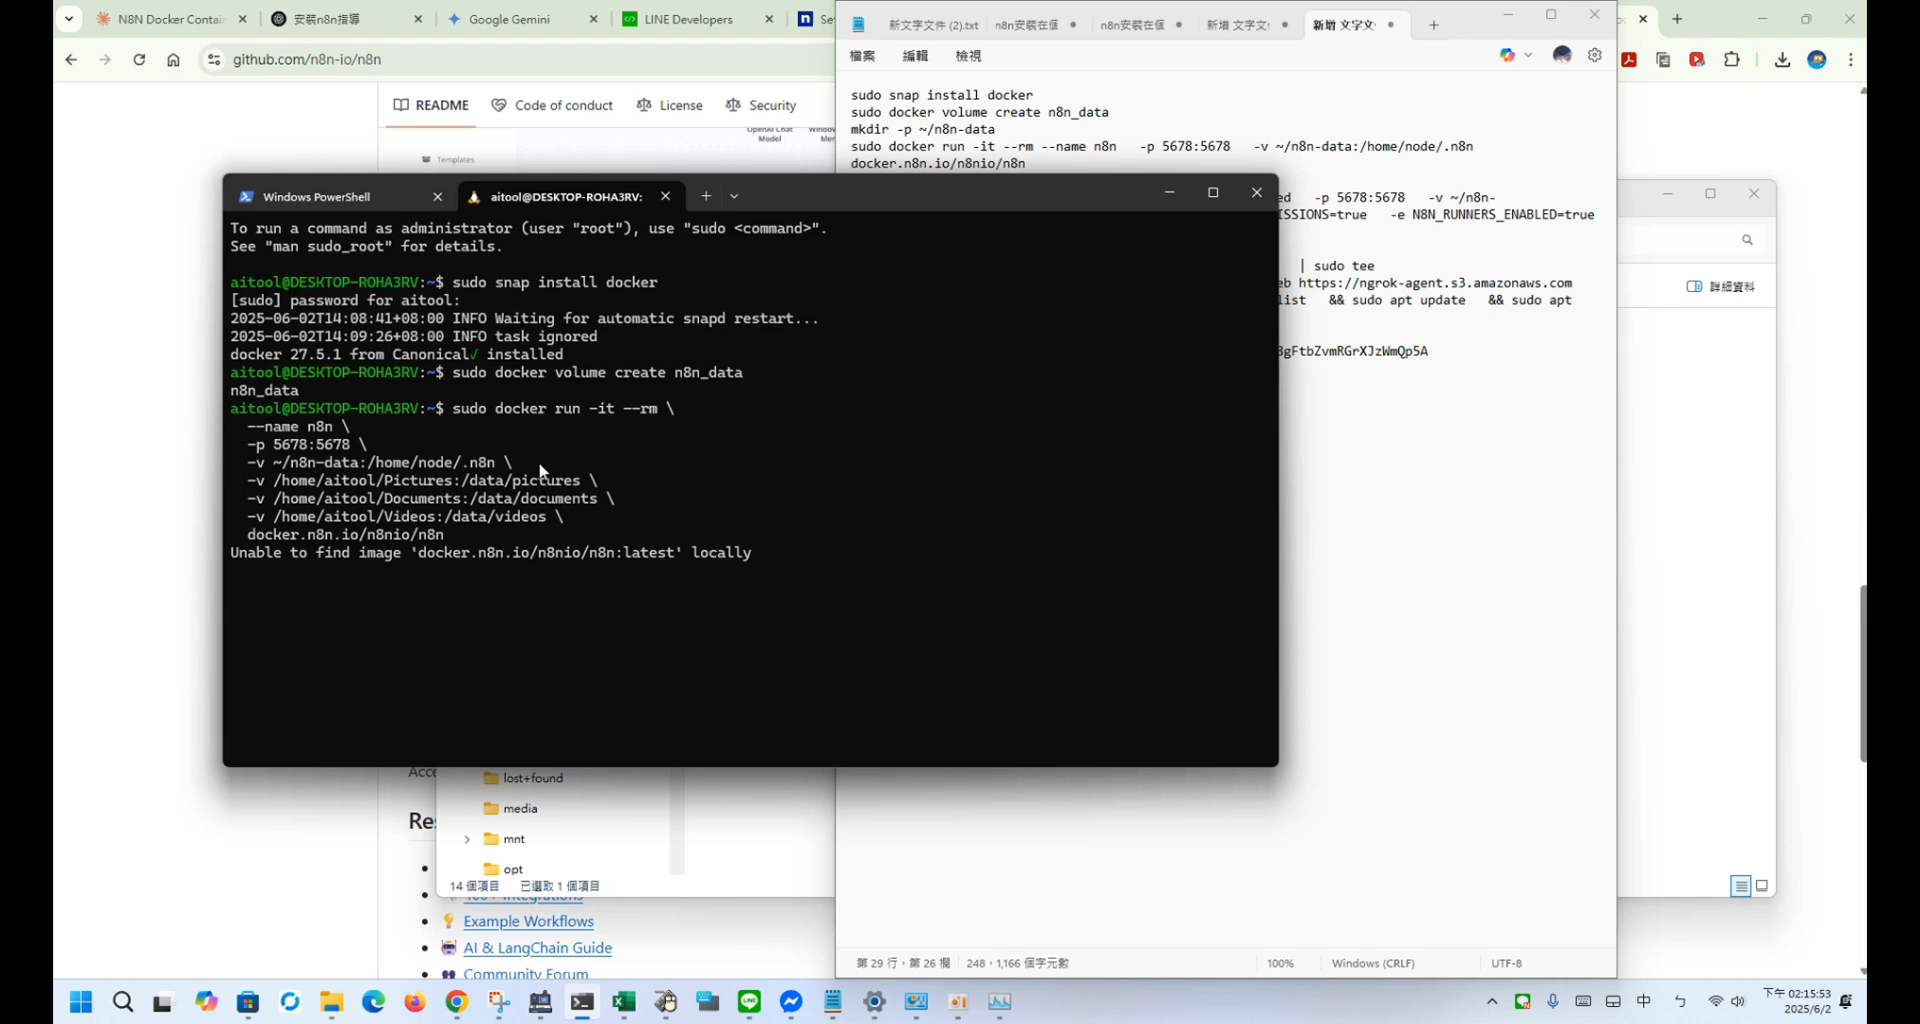 N8N Docker Contain
安裝n8n指導
Google Gemini
LINE Developers
github.com/n8n-io/n8n
README
Code of conduct
License
Security
OpenAI Chat
Model
Templates
新文字文件 (2).txt
n8n安裝在
n8n安裝在
新增 文字文
新增 文字文
檔案
編輯
檢視
sudo snap install docker
sudo docker volume create n8n_data
mkdir -p ~/n8n-data
sudo docker run -it --rm --name n8n -p 5678:5678 -v ~/n8n-data:/home/node/.n8n
docker.n8n.io/n8nio/n8n
ed -p 5678:5678 -v ~/n8n-
ISSIONS=true -e N8N_RUNNERS_ENABLED=true
| sudo tee
eb https://ngrok-agent.s3.amazonaws.com
list && sudo apt update && sudo apt
3gFtbZvmRGrXJzWmQp5A
詳細資料
Windows PowerShell
aitool@DESKTOP-ROHA3RV:
To run a command as administrator (user "root"), use "sudo <command>".
See "man sudo_root" for details.
aitool@DESKTOP-ROHA3RV:~$ sudo snap install docker
[sudo] password for aitool:
2025-06-02T14:08:41+08:00 INFO Waiting for automatic snapd restart...
2025-06-02T14:09:26+08:00 INFO task ignored
docker 27.5.1 from Canonical✓ installed
aitool@DESKTOP-ROHA3RV:~$ sudo docker volume create n8n_data
n8n_data
aitool@DESKTOP-ROHA3RV:~$ sudo docker run -it --rm \
--name n8n \
-p 5678:5678 \
-v ~/n8n-data:/home/node/.n8n \
-v /home/aitool/Pictures:/data/pictures \
-v /home/aitool/Documents:/data/documents \
-v /home/aitool/Videos:/data/videos \
docker.n8n.io/n8nio/n8n
Unable to find image 'docker.n8n.io/n8nio/n8n:latest' locally
lost+found
media
mnt
opt
14 個項目 已選取 1 個項目
Example Workflows
AI & LangChain Guide
Community Forum
第 29 行，第 26 欄
248，1,166 個字元數
100%
Windows (CRLF)
UTF-8
中
下午 02:15:53
2025/6/2